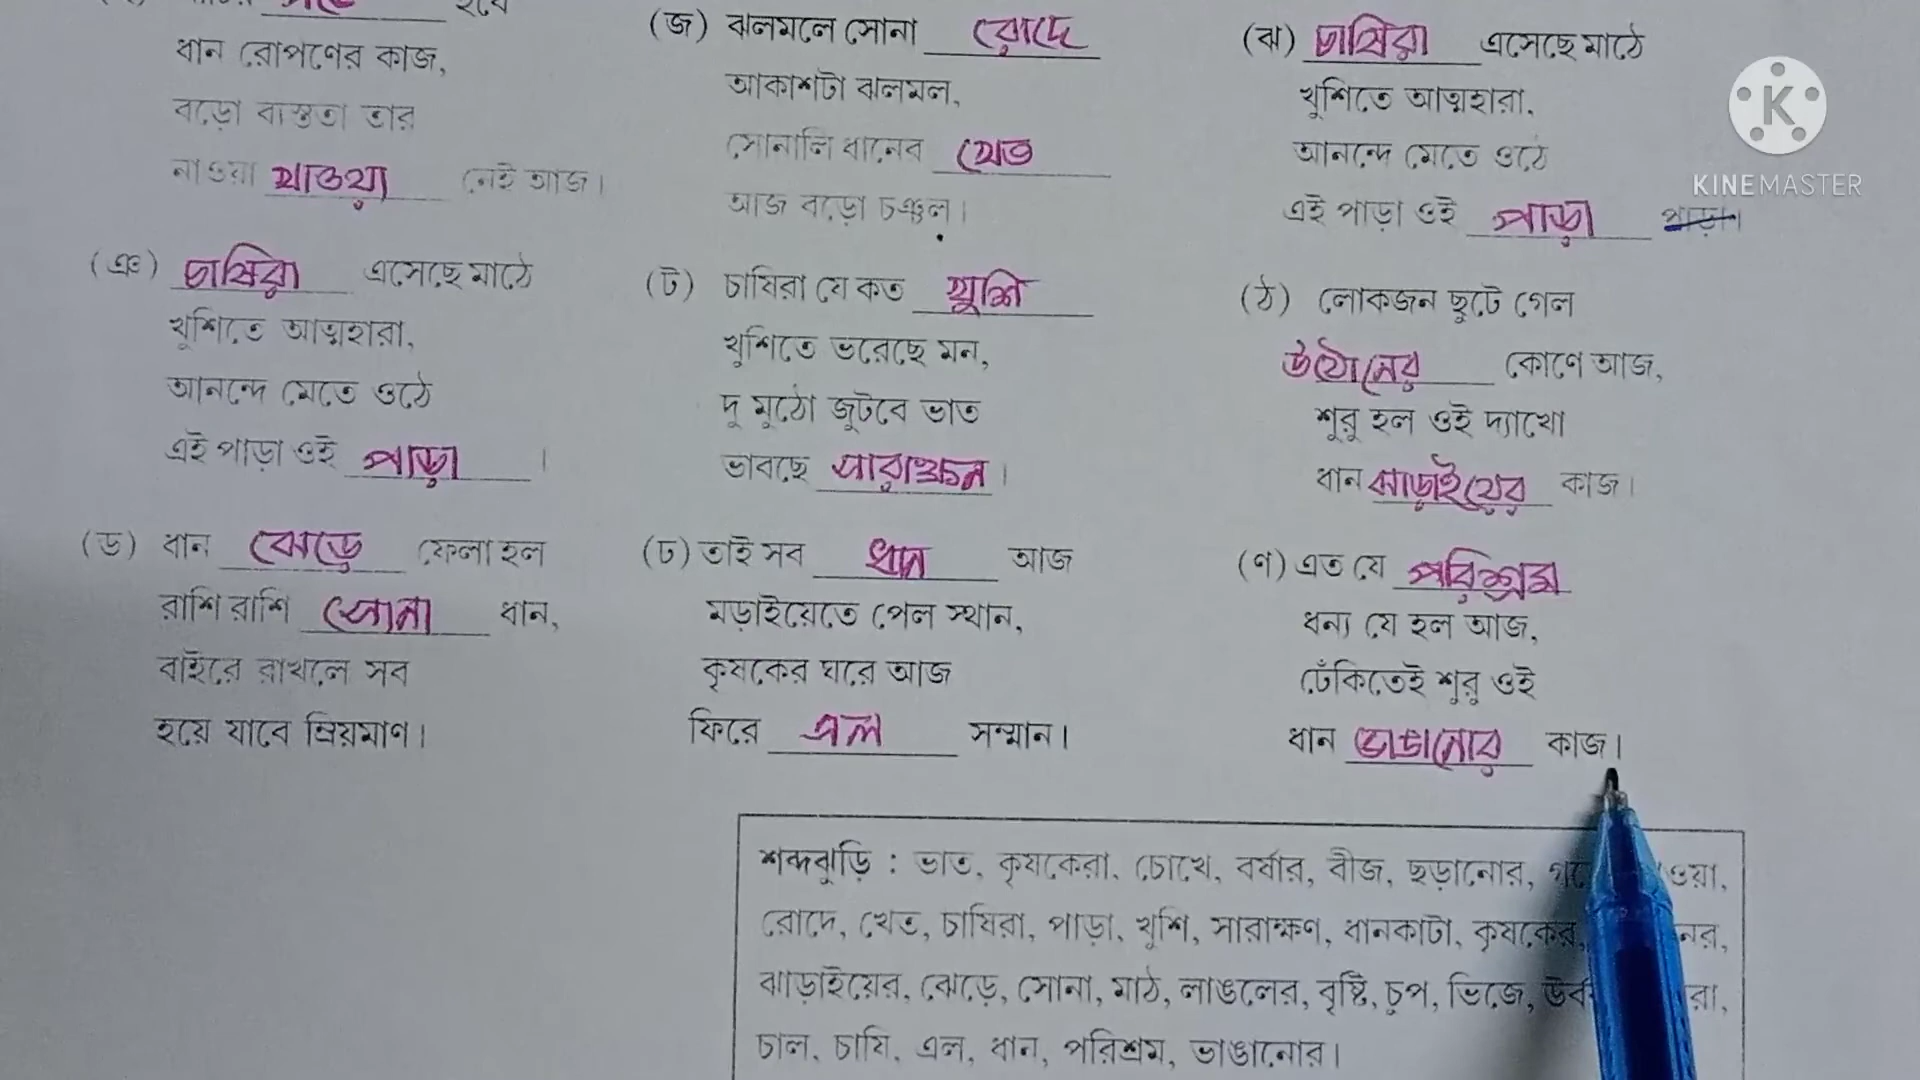 হবে
ধান রোপণের কাজ,
বড়ো ব্যস্ততা তার
নাওয়া খাওয়া নেই আজ।
(জ) ঝলমলে সোনা রোদে
আকাশটা ঝলমল,
সোনালি ধানের খেত
আজ বড়ো চঞ্চল।
(ঝ) চাষিরা এসেছে মাঠে
খুশিতে আত্মহারা,
আনন্দে মেতে ওঠে
এই পাড়া ওই পাড়া পাড়া।
KINEMASTER
(ঞ) চাষিরা এসেছে মাঠে
খুশিতে আত্মহারা,
আনন্দে মেতে ওঠে
এই পাড়া ওই পাড়া ।
(ট) চাষিরা যে কত খুশি
খুশিতে ভরেছে মন,
দু মুঠো জুটবে ভাত
ভাবছে সারাক্ষন।
(ঠ) লোকজন ছুটে গেল
উঠোনের কোণে আজ,
শুরু হল ওই দ্যাখো
ধান ঝাড়াইয়ের কাজ।
(ড) ধান ঝেড়ে ফেলা হল
রাশি রাশি সোনা ধান,
বাইরে রাখলে সব
হয়ে যাবে ম্রিয়মাণ।
(ঢ) তাই সব ধান আজ
মড়াইয়েতে পেল স্থান,
কৃষকের ঘরে আজ
ফিরে এল সম্মান।
(ণ) এত যে পরিশ্রম
ধন্য যে হল আজ,
ঢেঁকিতেই শুরু ওই
ধান ভাঙানোর কাজ।
শব্দঝুড়ি : ভাত, কৃষকেরা, চোখে, বর্ষার, বীজ, ছড়ানোর,
রোদে, খেত, চাষিরা, পাড়া, খুশি, সারাক্ষণ, ধানকাটা, কৃষকের,
ঝাড়াইয়ের, ঝেড়ে, সোনা, মাঠ, লাঙলের, বৃষ্টি, চুপ, ভিজে,
চাল, চাষি, এল, ধান, পরিশ্রম, ভাঙানোর।